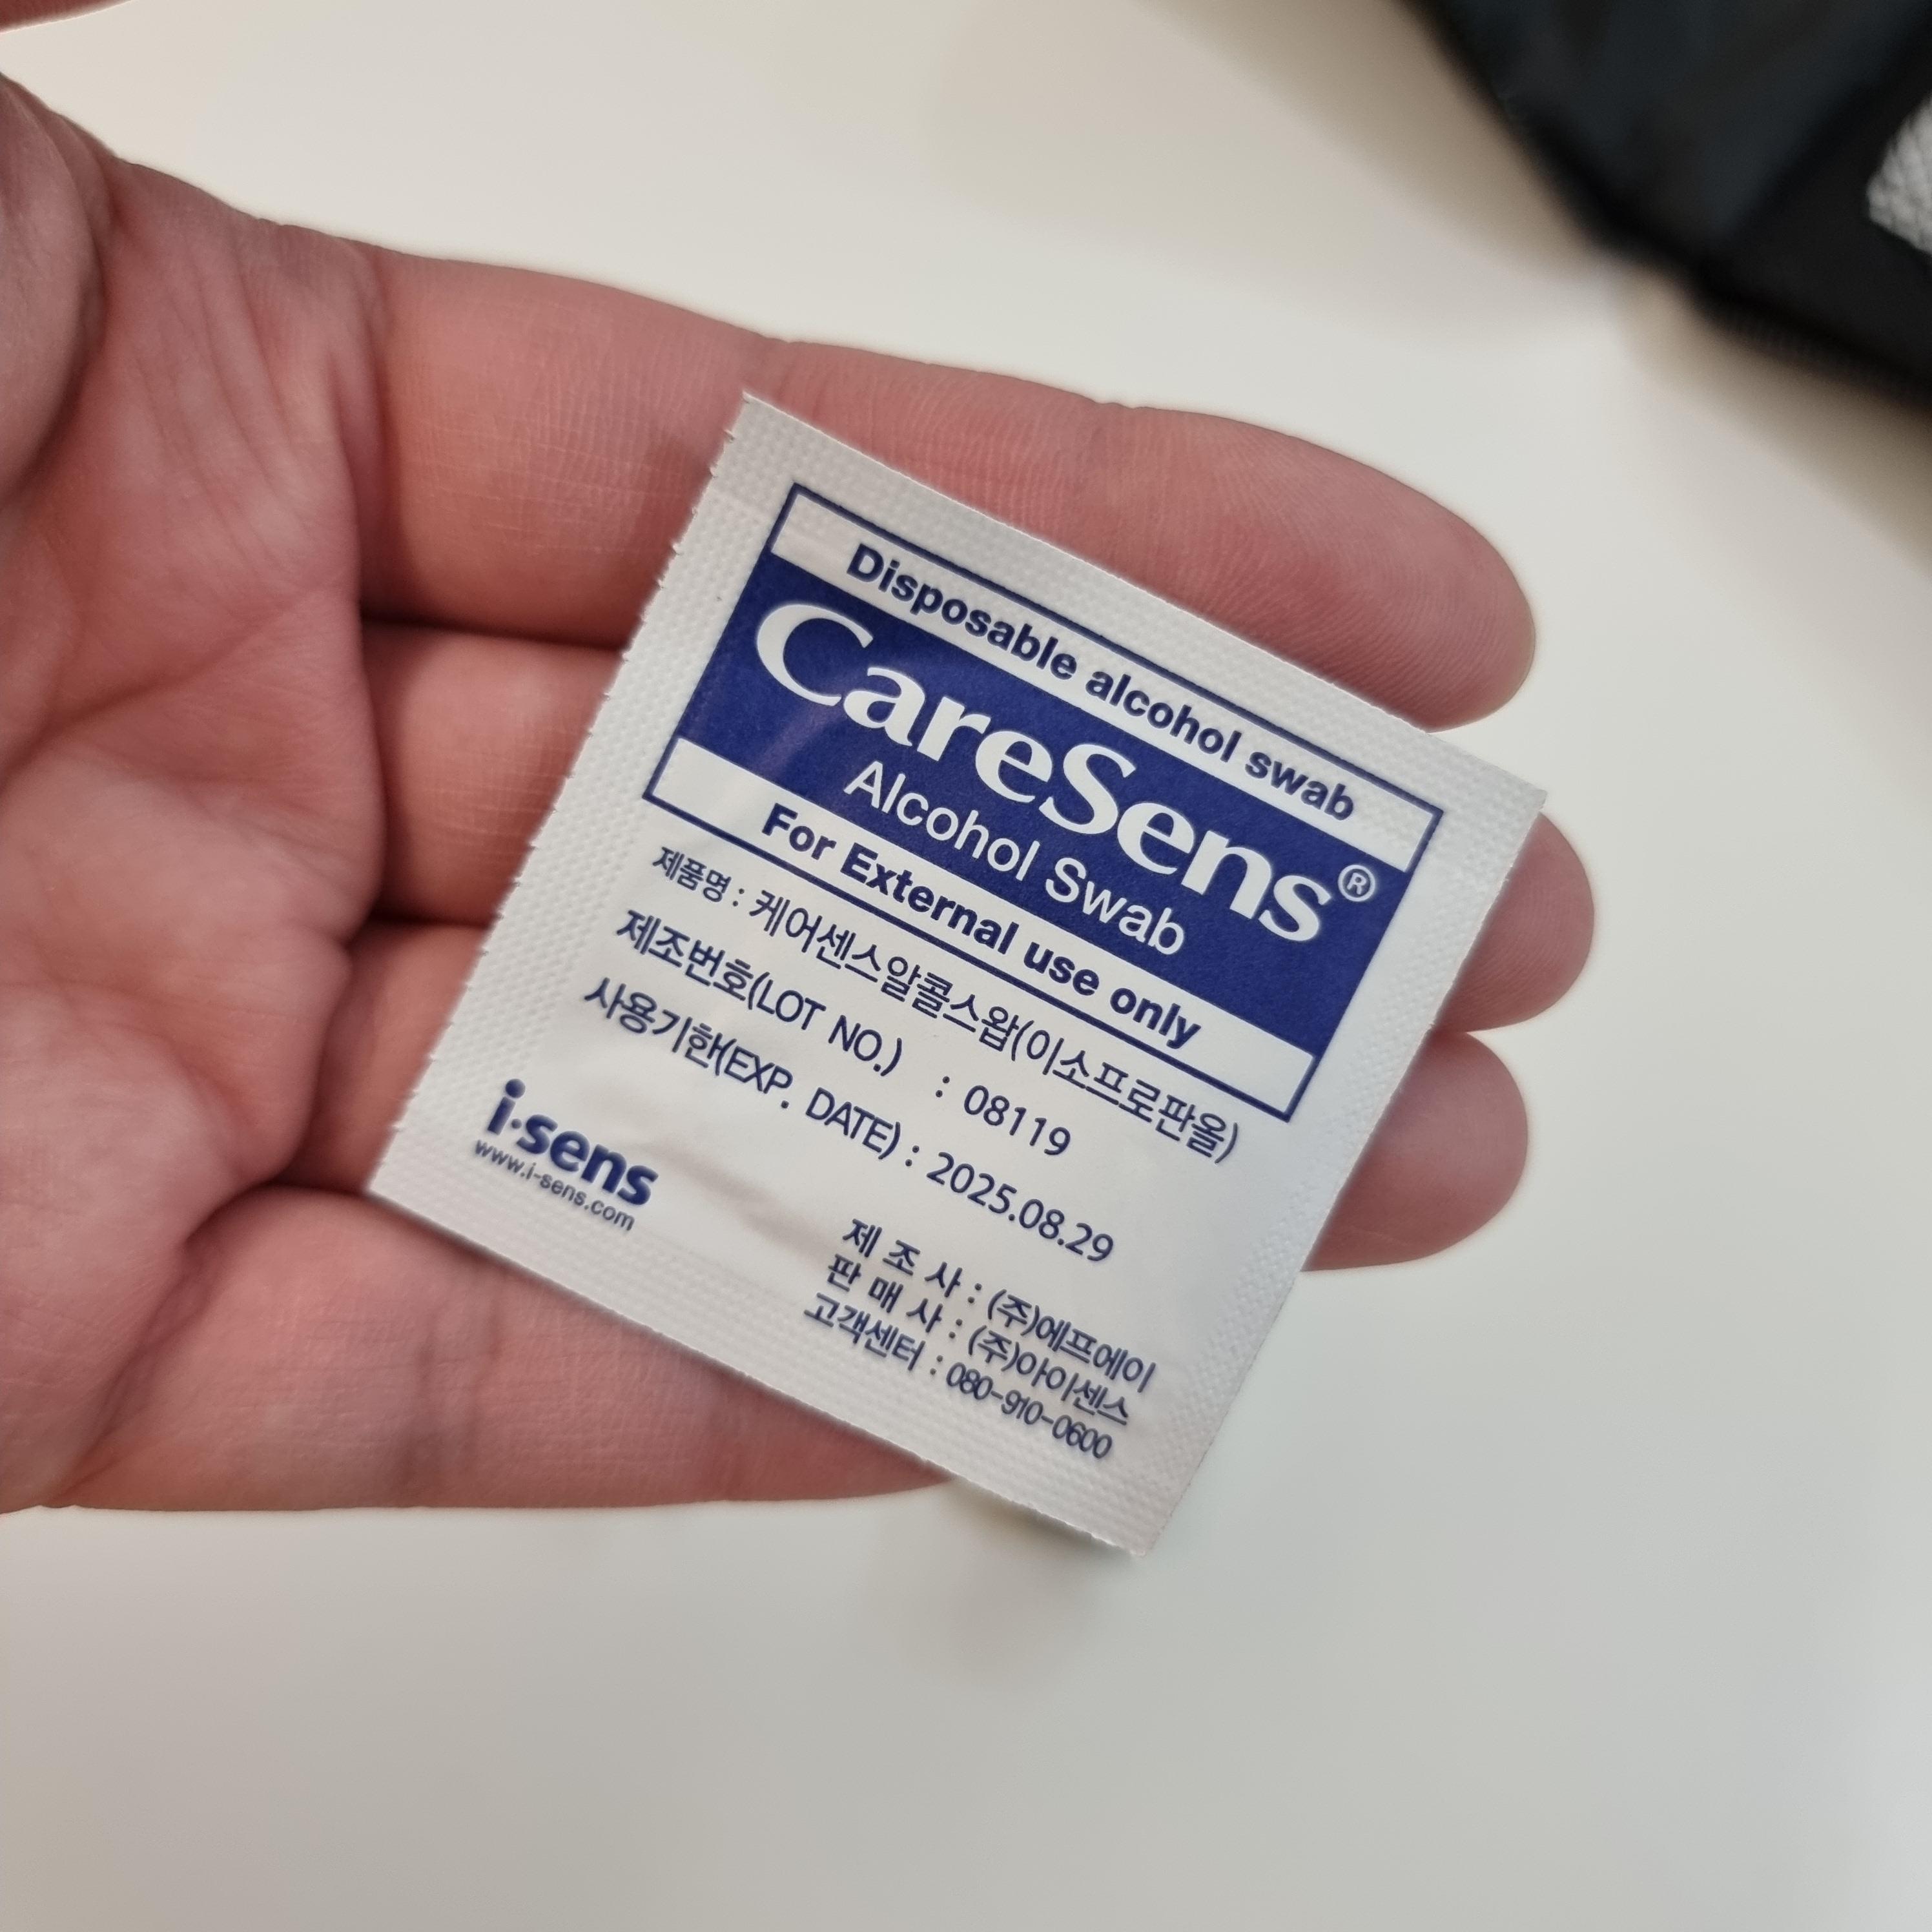 Disposable alcohol swab
CareSens®
Alcohol Swab
For External use only
제품명 : 케어센스알콜스왑(이소프로판올)
제조번호(LOT NO.) : 08119
사용기한(EXP. DATE) : 2025.08.29
i·sens
www.i-sens.com
제 조 사 : (주)에프에이
판 매 사 : (주)아이센스
고객센터 : 080-910-0600